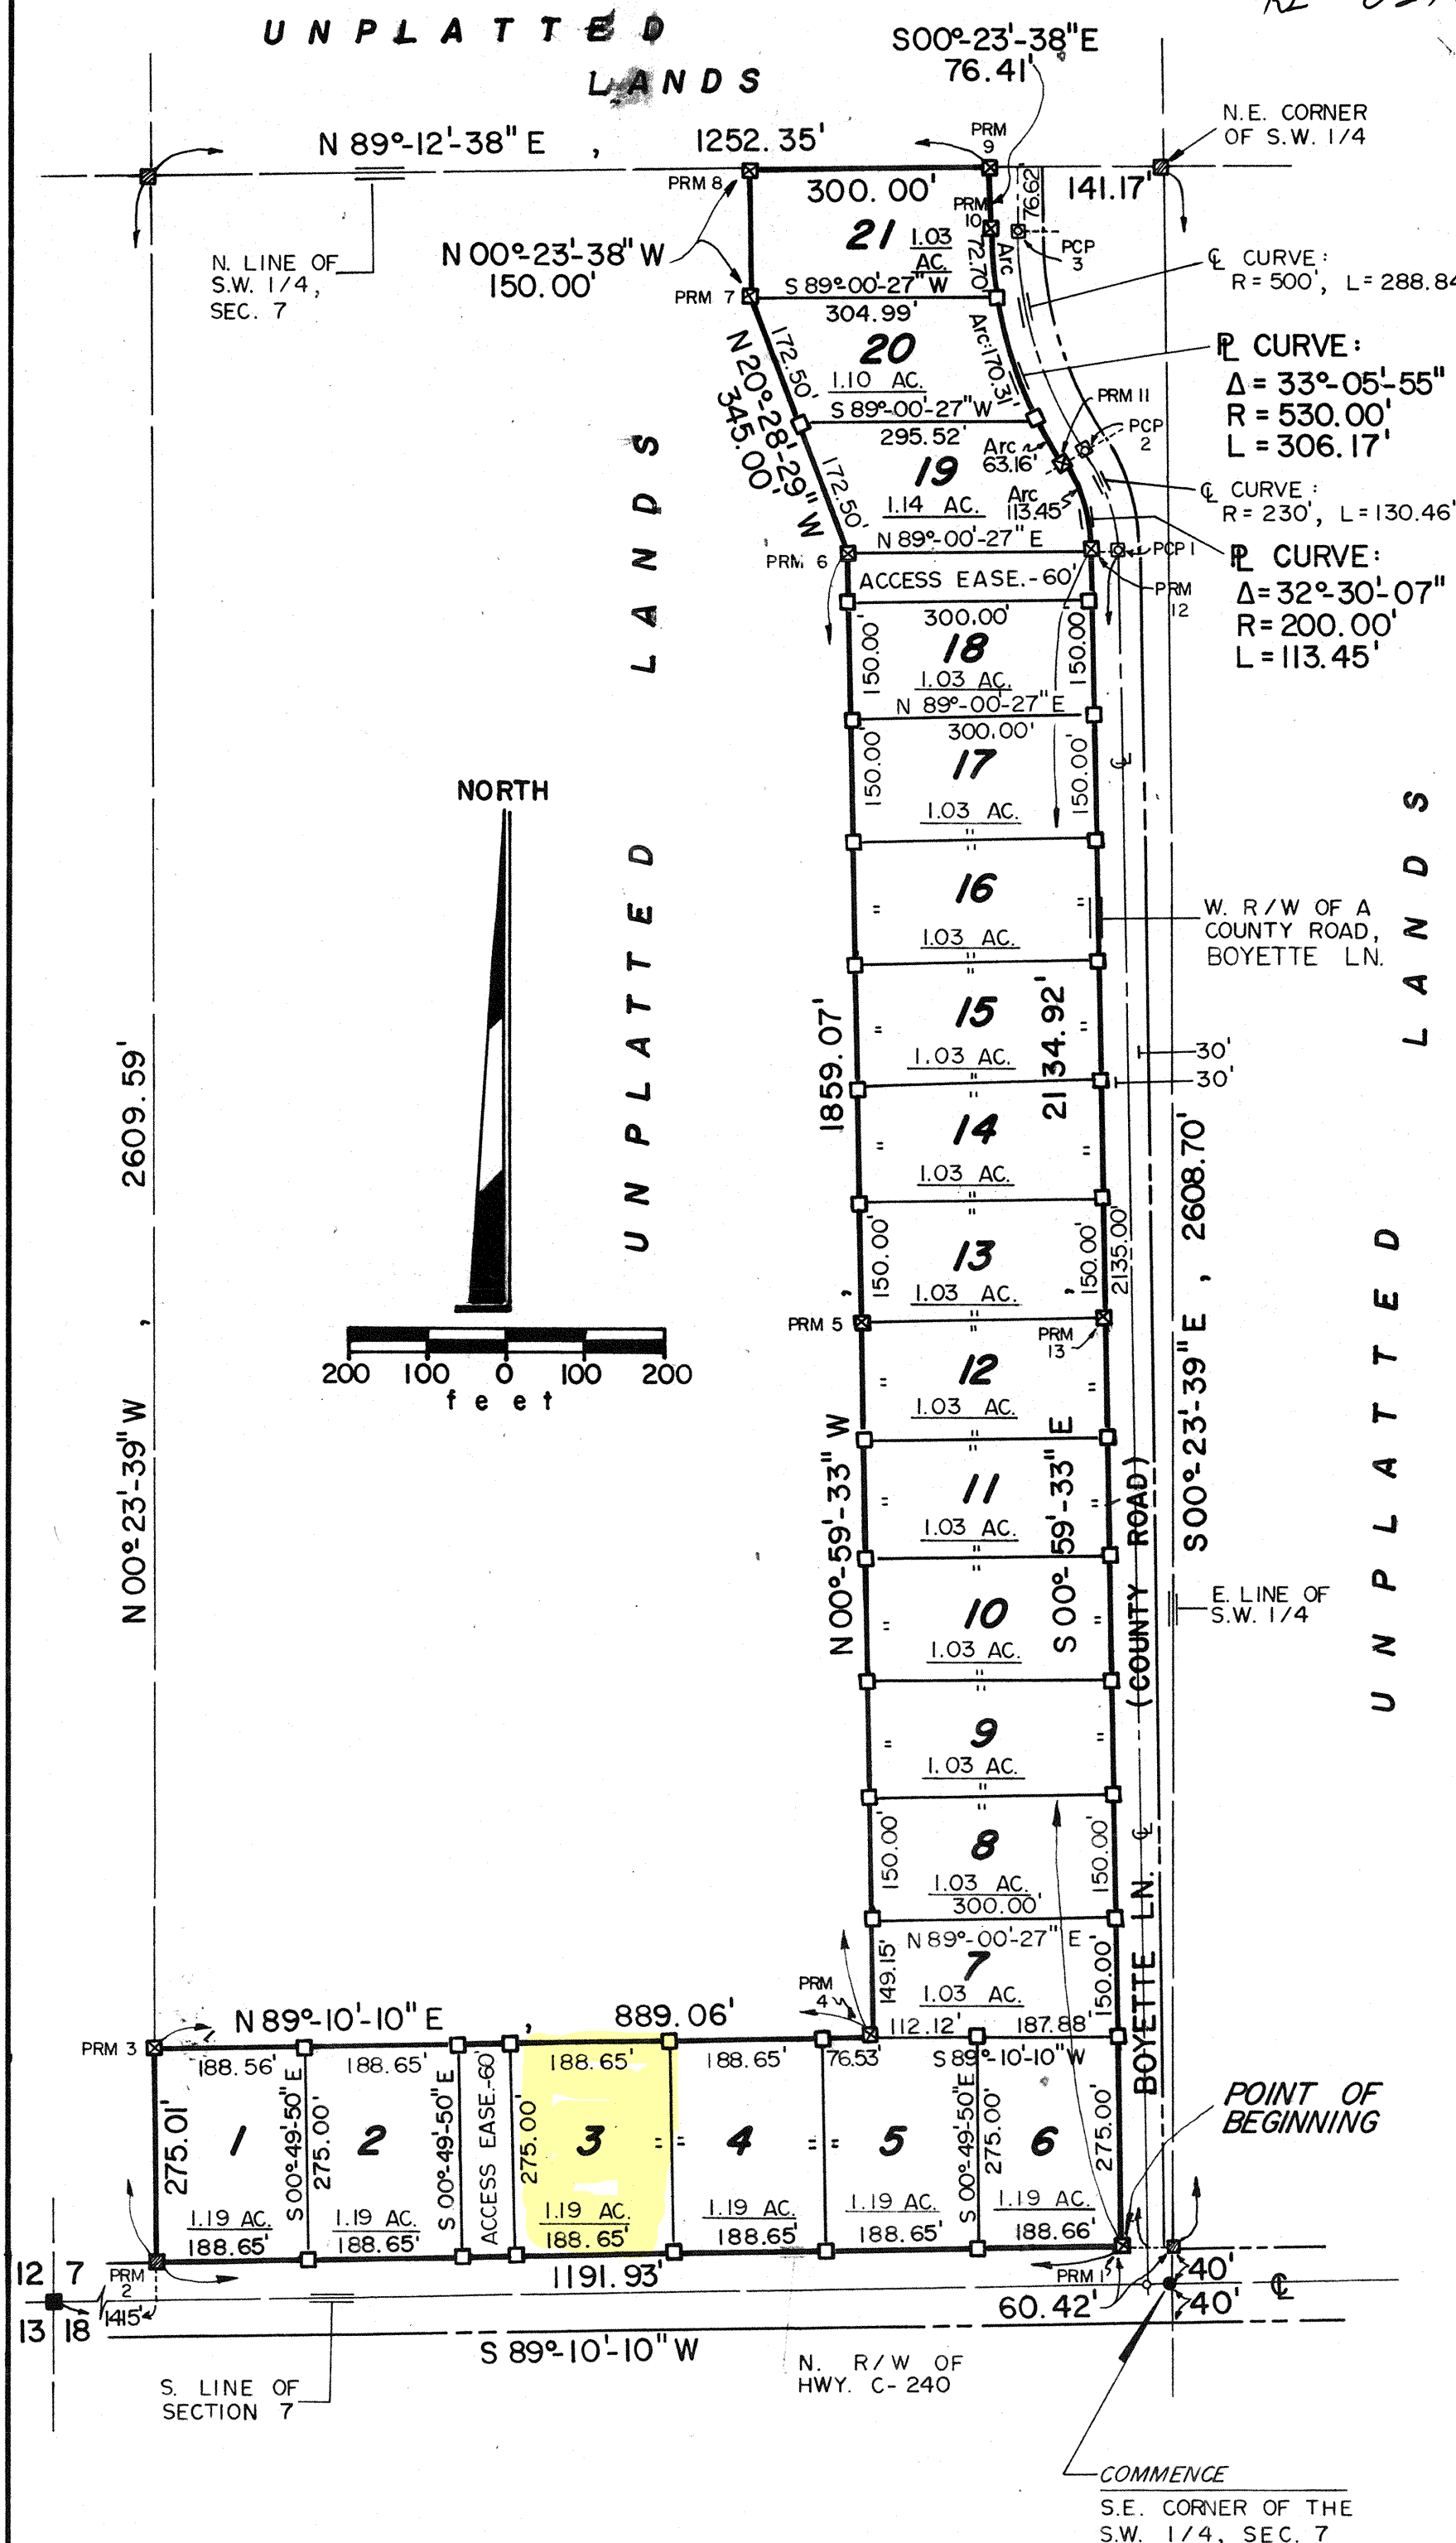 UNPLATTED
LANDS
S00°-23'-38"E
76.41'
N 89°-12'-38" E , 1252.35'
PRM
9
N.E. CORNER
OF S.W. 1/4
PRM 8
300.00'
141.17'
76.62
PRM
10
21
1.03
AC.
Arc
72.70'
PCP
3
N 00°-23'-38" W
150.00'
N. LINE OF
S.W. 1/4,
SEC. 7
PRM 7
S 89°-00'-27" W
304.99'
℄ CURVE:
R = 500', L = 288.84
20
1.10 AC.
172.50'
N 20°-28'-29" W
345.00'
Arc: 170.31'
S 89°-00'-27" W
295.52'
PL CURVE:
Δ = 33°-05'-55"
R = 530.00'
L = 306.17'
PRM 11
PCP
2
Arc
63.16'
19
1.14 AC.
172.50'
Arc
113.45'
℄ CURVE:
R = 230', L = 130.46'
N 89°-00'-27" E
PRM 6
PCP 1
PL CURVE:
Δ = 32°-30'-07"
R = 200.00'
L = 113.45'
ACCESS EASE.-60'
PRM
12
300.00'
18
150.00'
150.00'
1.03 AC.
N 89°-00'-27" E
300.00'
17
150.00'
150.00'
1.03 AC.
"
℄
UNPLATTED LANDS
NORTH
200 100 0 100 200
feet
16
=
=
1.03 AC.
"
W. R/W OF A
COUNTY ROAD,
BOYETTE LN.
15
=
=
1.03 AC.
"
30'
30'
1859.07'
2134.92'
14
=
=
1.03 AC.
"
13
150.00'
150.00'
2135.00'
1.03 AC.
"
PRM 5
PRM
13
12
=
=
1.03 AC.
"
N 00°-59'-33" W ,
S 00°-59'-33" E ,
11
=
=
1.03 AC.
"
10
=
=
1.03 AC.
"
9
=
=
1.03 AC.
"
E. LINE OF
S.W. 1/4
S 00°-23'-39" E , 2608.70'
UNPLATTED LANDS
N 00°-23'-39" W , 2609.59'
8
150.00'
150.00'
1.03 AC.
300.00'
N 89°-00'-27" E
7
149.15'
150.00'
1.03 AC.
BOYETTE LN. ℄ (COUNTY ROAD)
PRM
4
N 89°-10'-10" E , 889.06'
112.12'
187.88'
PRM 3
188.56'
188.65'
188.65'
188.65'
76.53'
S 89°-10'-10" W
275.01'
1
S 00°-49'-50" E
275.00'
2
S 00°-49'-50" E
ACCESS EASE.-60'
275.00'
3
=
=
4
=
=
5
S 00°-49'-50" E
275.00'
6
275.00'
1.19 AC.
1.19 AC.
1.19 AC.
1.19 AC.
1.19 AC.
1.19 AC.
188.65'
188.65'
188.65'
188.65'
188.65'
188.66'
POINT OF
BEGINNING
12 7
13 18
PRM
2
1415'
1191.93'
PRM 1
60.42'
40'
40'
℄
S 89°-10'-10" W
S. LINE OF
SECTION 7
N. R/W OF
HWY. C-240
COMMENCE
S.E. CORNER OF THE
S.W. 1/4, SEC. 7